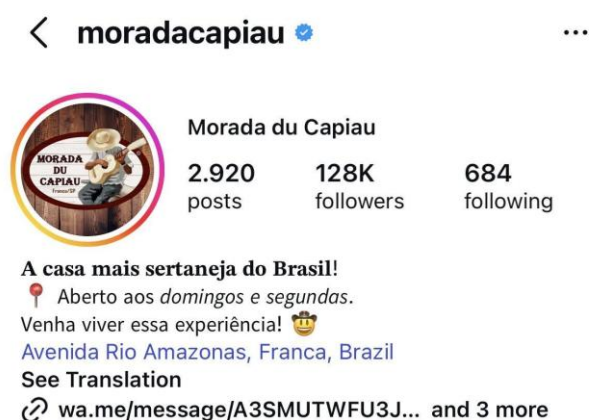 moradacapiau
MORADA
DU
CAPIAU
Franca/SP
Morada du Capiau
2.920 128K 684
posts followers following
A casa mais sertaneja do Brasil!
📍 Aberto aos domingos e segundas.
Venha viver essa experiência! 🤠
Avenida Rio Amazonas, Franca, Brazil
See Translation
wa.me/message/A3SMUTWFU3J... and 3 more